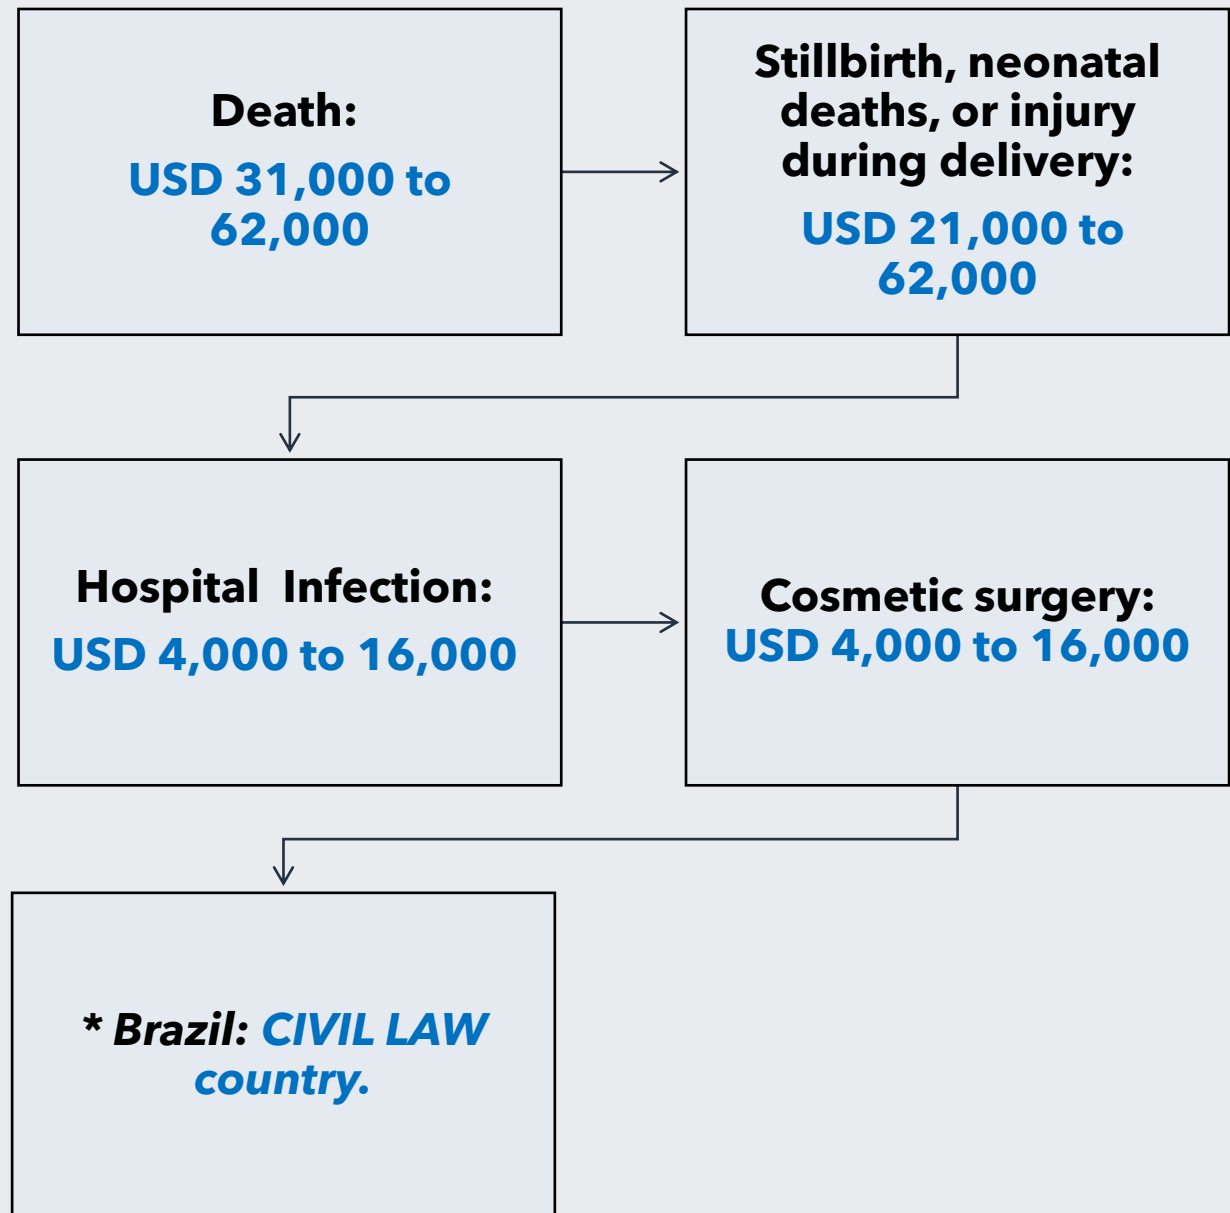 Death:
USD 31,000 to
62,000
Stillbirth, neonatal
deaths, or injury
during delivery:
USD 21,000 to
62,000
Hospital  Infection:
USD 4,000 to 16,000
Cosmetic surgery:
USD 4,000 to 16,000
* Brazil: CIVIL LAW
country.